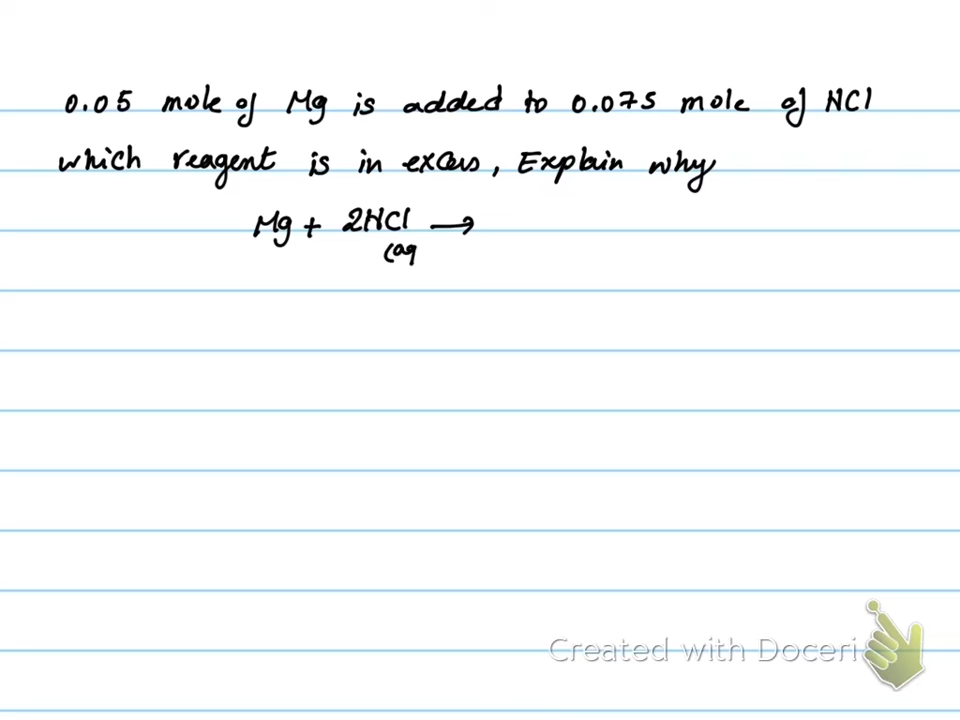 0.05 mole of Mg is added to 0.075 mole of HCl
which reagent is in excess, Explain why
Mg + 2HCl →
(aq
Created with Doceri